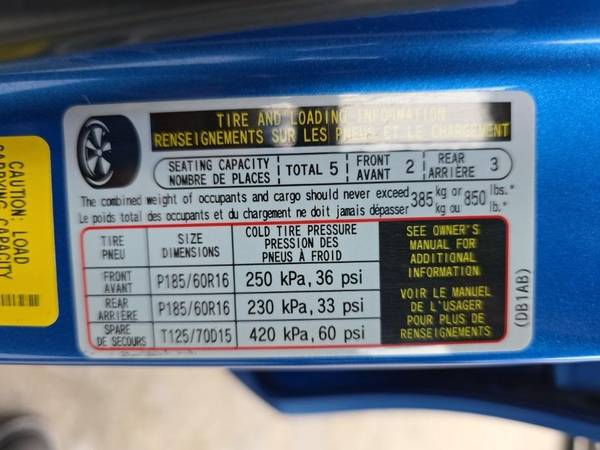 TIRE AND LOADING INFORMATION
RENSEIGNEMENTS SUR LES PNEUS ET LE CHARGEMENT
SEATING CAPACITY
NOMBRE DE PLACES
TOTAL 5
FRONT
AVANT
2
REAR
ARRIÈRE
3
The combined weight of occupants and cargo should never exceed
Le poids total des occupants et du chargement ne doit jamais dépasser
385 kg or 850 lbs.*
kg ou lb.*
TIRE
PNEU
SIZE
DIMENSIONS
COLD TIRE PRESSURE
PRESSION DES
PNEUS À FROID
FRONT
AVANT
P185/60R16
250 kPa, 36 psi
REAR
ARRIÈRE
P185/60R16
230 kPa, 33 psi
SPARE
DE SECOURS
T125/70D15
420 kPa, 60 psi
SEE OWNER'S
MANUAL FOR
ADDITIONAL
INFORMATION
VOIR LE MANUEL
DE L'USAGER
POUR PLUS DE
RENSEIGNEMENTS
(DB1AB)
CAUTION: LOAD
CARRYING CAPACITY